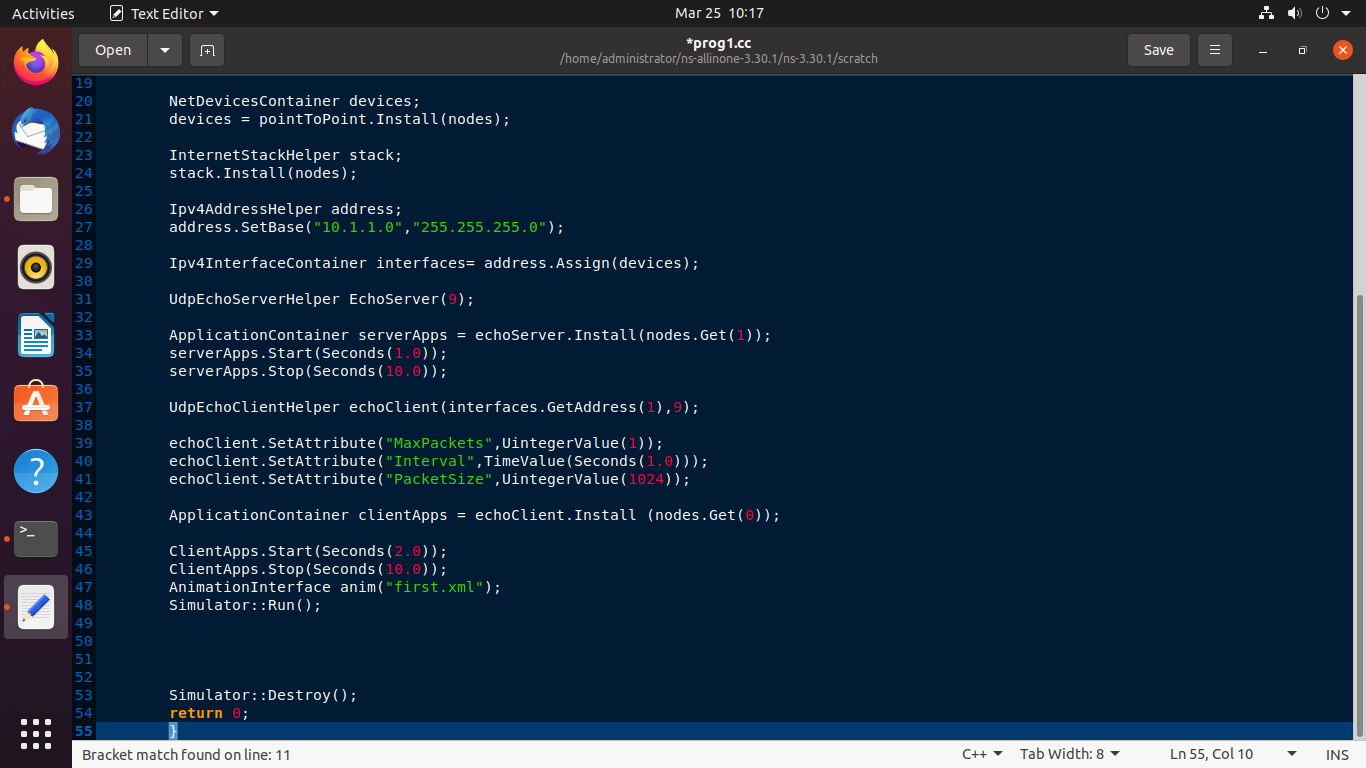 Activities
Text Editor
Mar 25 10:17
Open
*prog1.cc
/home/administrator/ns-allinone-3.30.1/ns-3.30.1/scratch
Save
19
20 NetDevicesContainer devices;
21 devices = pointToPoint.Install(nodes);
22
23 InternetStackHelper stack;
24 stack.Install(nodes);
25
26 Ipv4AddressHelper address;
27 address.SetBase("10.1.1.0","255.255.255.0");
28
29 Ipv4InterfaceContainer interfaces= address.Assign(devices);
30
31 UdpEchoServerHelper EchoServer(9);
32
33 ApplicationContainer serverApps = echoServer.Install(nodes.Get(1));
34 serverApps.Start(Seconds(1.0));
35 serverApps.Stop(Seconds(10.0));
36
37 UdpEchoClientHelper echoClient(interfaces.GetAddress(1),9);
38
39 echoClient.SetAttribute("MaxPackets",UintegerValue(1));
40 echoClient.SetAttribute("Interval",TimeValue(Seconds(1.0)));
41 echoClient.SetAttribute("PacketSize",UintegerValue(1024));
42
43 ApplicationContainer clientApps = echoClient.Install (nodes.Get(0));
44
45 ClientApps.Start(Seconds(2.0));
46 ClientApps.Stop(Seconds(10.0));
47 AnimationInterface anim("first.xml");
48 Simulator::Run();
49
50
51
52
53 Simulator::Destroy();
54 return 0;
55 }
Bracket match found on line: 11
C++
Tab Width: 8
Ln 55, Col 10
INS